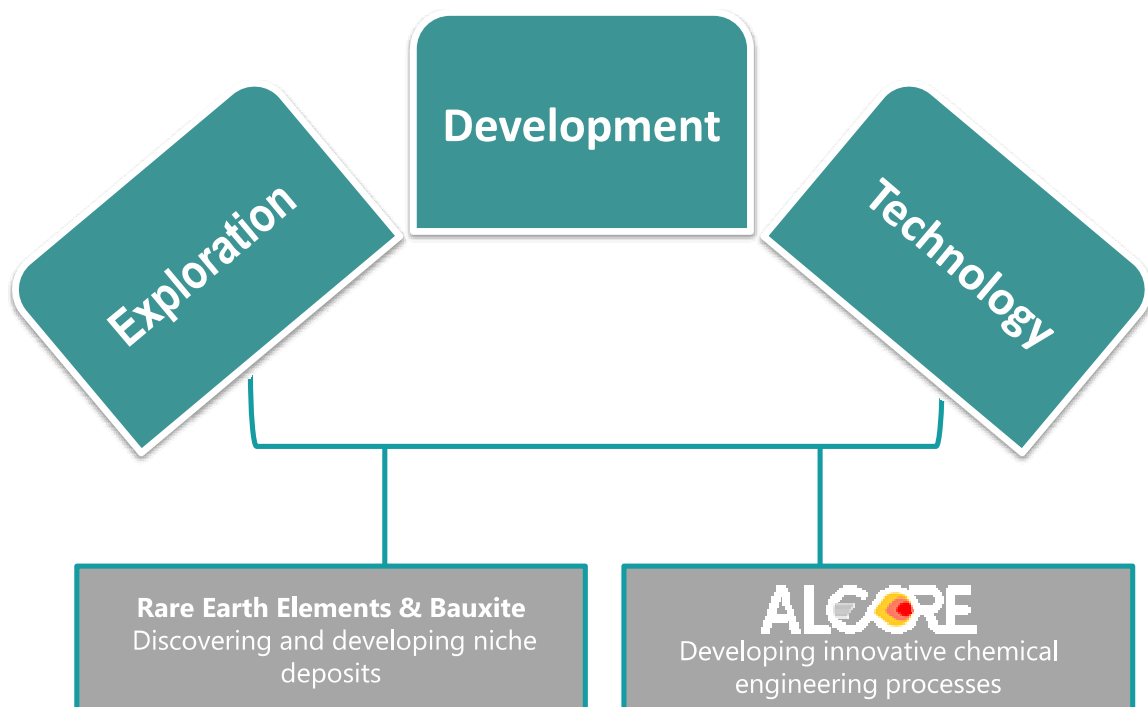 Development
Exploration
Technology
Rare Earth Elements & Bauxite
Discovering and developing niche
deposits
ALCORE
Developing innovative chemical
engineering processes